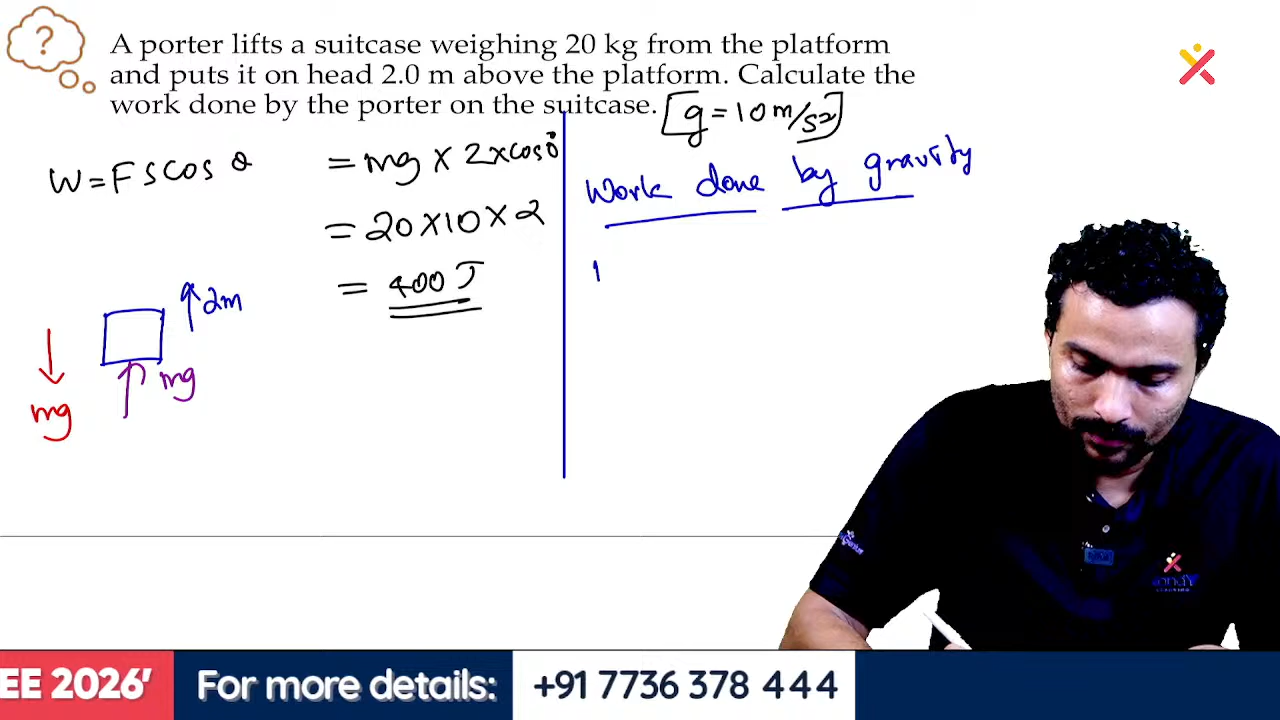 ?
A porter lifts a suitcase weighing 20 kg from the platform
and puts it on head 2.0 m above the platform. Calculate the
work done by the porter on the suitcase. [g = 10 m/s2]
W = F S cos θ
= mg × 2 × cos 0°
= 20 × 10 × 2
= 400 J
↑ 2m
mg
mg
Work done by gravity
EE 2026’
For more details:
+91 7736 378 444